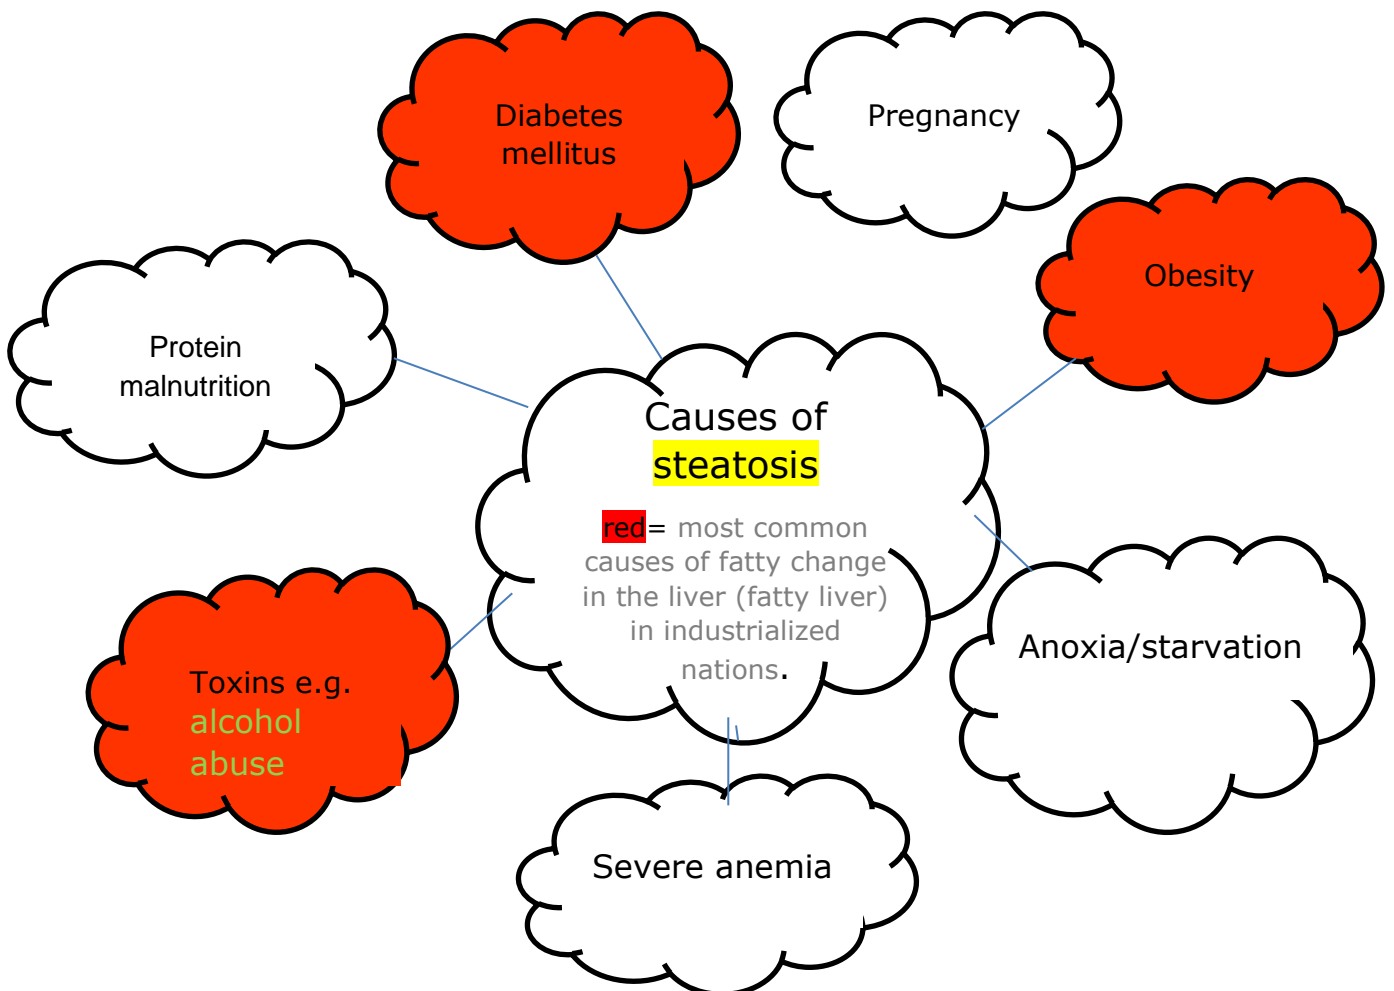 Diabetes
mellitus
Pregnancy
Obesity
Protein
malnutrition
Causes of
steatosis
red= most common
causes of fatty change
in the liver (fatty liver)
in industrialized
nations.
Anoxia/starvation
Toxins e.g.
alcohol
abuse
Severe anemia